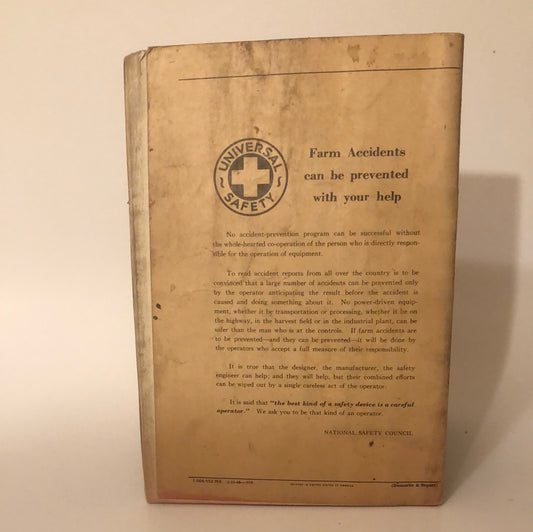 UNIVERSAL
SAFETY
Farm Accidents
can be prevented
with your help
No accident-prevention program can be successful without
the whole-hearted co-operation of the person who is directly respon-
sible for the operation of equipment.
To read accident reports from all over the country is to be
convinced that a large number of accidents can be prevented only
by the operator anticipating the result before the accident is
caused and doing something about it. No power-driven equip-
ment, whether it be transportation or processing, whether it be on
the highway, in the harvest field or in the industrial plant, can be
safer than the man who is at the controls. If farm accidents are
to be prevented—and they can be prevented—it will be done by
the operators who accept a full measure of their responsibility.
It is true that the designer, the manufacturer, the safety
engineer can help; and they will help, but their combined efforts
can be wiped out by a single careless act of the operator.
It is said that "the best kind of a safety device is a careful
operator." We ask you to be that kind of an operator.
NATIONAL SAFETY COUNCIL
PRINTED IN UNITED STATES OF AMERICA
(Domestic & Export)